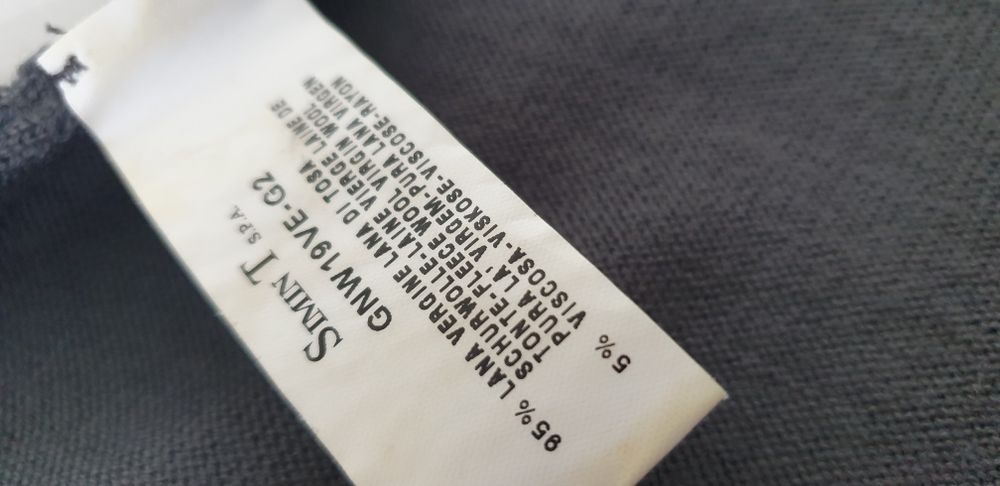 SIMINT S.P.A.
GNW19VE-G2
95% LANA VERGINE LANA DI TOSA
SCHURWOLLE-LAINE VIERGE LAINE DE
TONTE-FLEECE WOOL VIRGIN WOOL
PURA LA' VIRGEM-PURA LANA VIRGEN
5% VISCOSA-VISKOSE-VISCOSE-RAYON